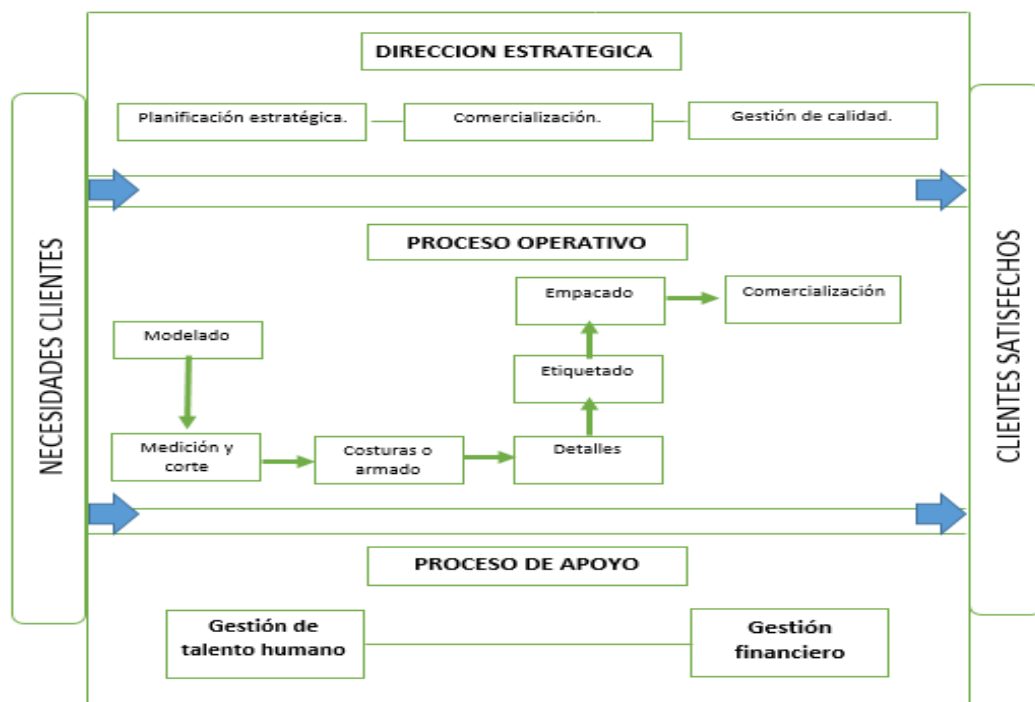 DIRECCION ESTRATEGICA
Planificación estratégica.
Comercialización.
Gestión de calidad.
NECESIDADES CLIENTES
CLIENTES SATISFECHOS
PROCESO OPERATIVO
Empacado
Comercialización
Modelado
Etiquetado
Medición y
corte
Costuras o
armado
Detalles
PROCESO DE APOYO
Gestión de
talento humano
Gestión
financiero